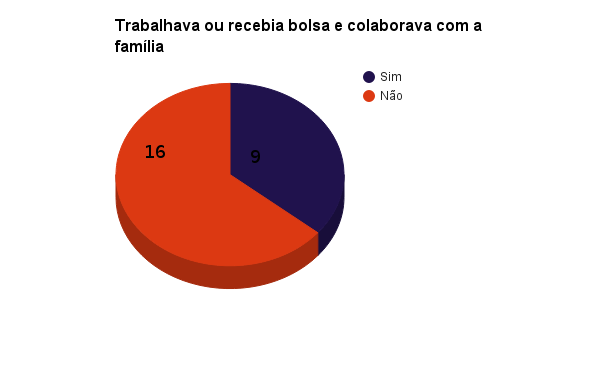 Trabalhava ou recebia bolsa e colaborava com a
família
Sim
Não
16
9